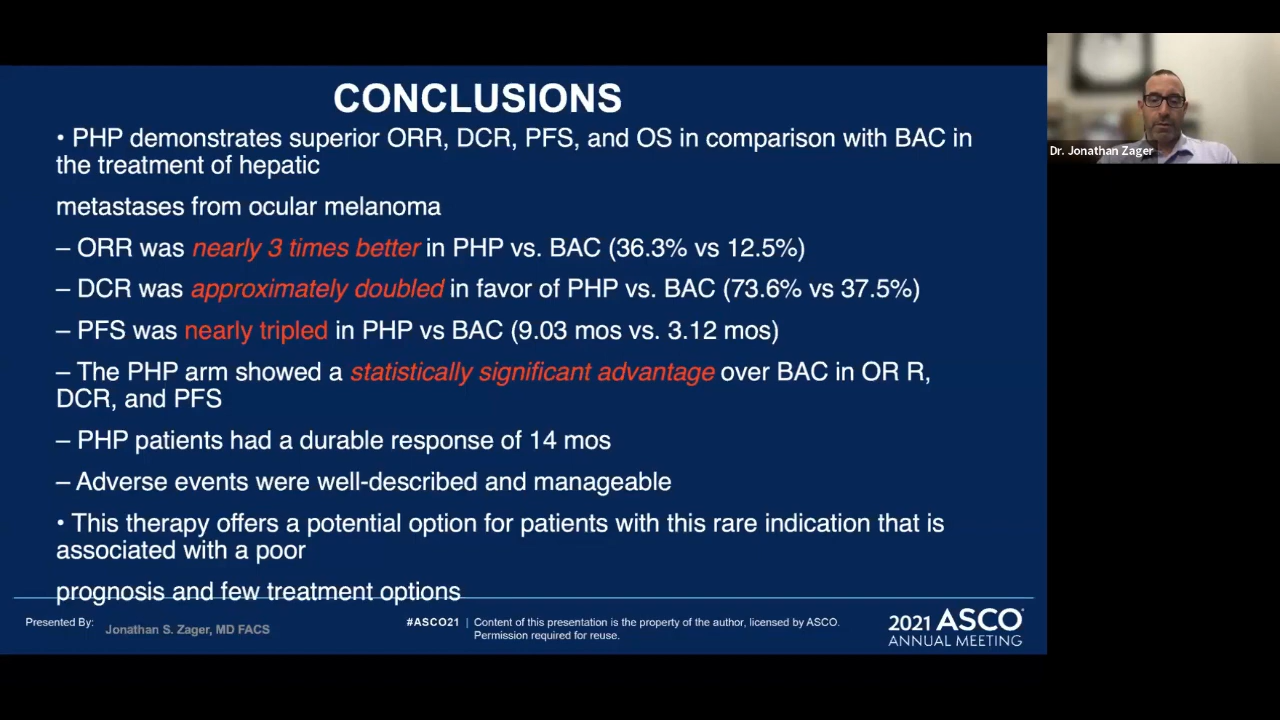 CONCLUSIONS
• PHP demonstrates superior ORR, DCR, PFS, and OS in comparison with BAC in
the treatment of hepatic
metastases from ocular melanoma
– ORR was nearly 3 times better in PHP vs. BAC (36.3% vs 12.5%)
– DCR was approximately doubled in favor of PHP vs. BAC (73.6% vs 37.5%)
– PFS was nearly tripled in PHP vs BAC (9.03 mos vs. 3.12 mos)
– The PHP arm showed a statistically significant advantage over BAC in OR R,
DCR, and PFS
– PHP patients had a durable response of 14 mos
– Adverse events were well-described and manageable
• This therapy offers a potential option for patients with this rare indication that is
associated with a poor
prognosis and few treatment options
Presented By: Jonathan S. Zager, MD FACS
#ASCO21 | Content of this presentation is the property of the author, licensed by ASCO.
Permission required for reuse.
2021 ASCO
ANNUAL MEETING
Dr. Jonathan Zager